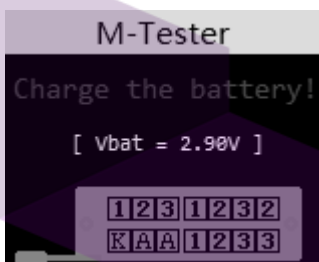 M-Tester
Charge the battery!
[ Vbat = 2.90V ]
1231232
KAA1233